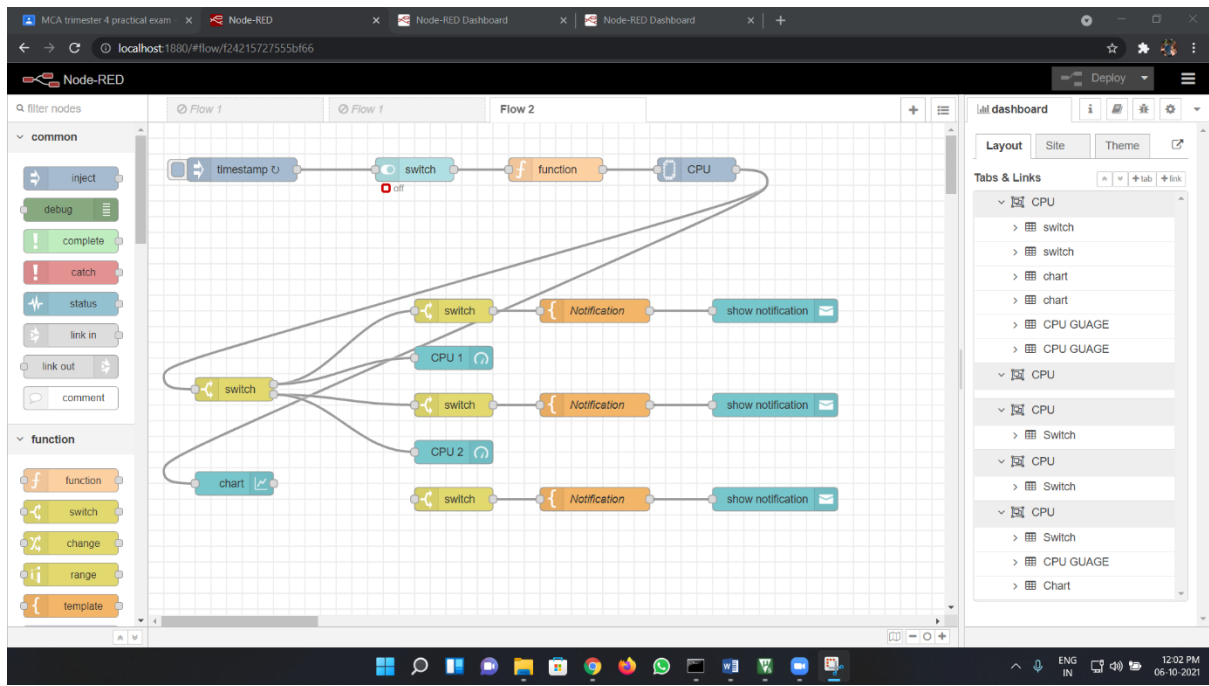 MCA trimester 4 practical exam
Node-RED
Node-RED Dashboard
Node-RED Dashboard
localhost:1880/#flow/f24215727555bf66
Node-RED
Deploy
filter nodes
Flow 1
Flow 1
Flow 2
dashboard
common
inject
debug
complete
catch
status
link in
link out
comment
function
function
switch
change
range
template
timestamp ↻
switch
off
function
CPU
switch
Notification
show notification
CPU 1
switch
switch
Notification
show notification
CPU 2
chart
switch
Notification
show notification
Layout
Site
Theme
Tabs & Links
+tab
+link
CPU
switch
switch
chart
chart
CPU GUAGE
CPU GUAGE
CPU
CPU
Switch
CPU
Switch
CPU
Switch
CPU GUAGE
Chart
ENG
IN
12:02 PM
06-10-2021